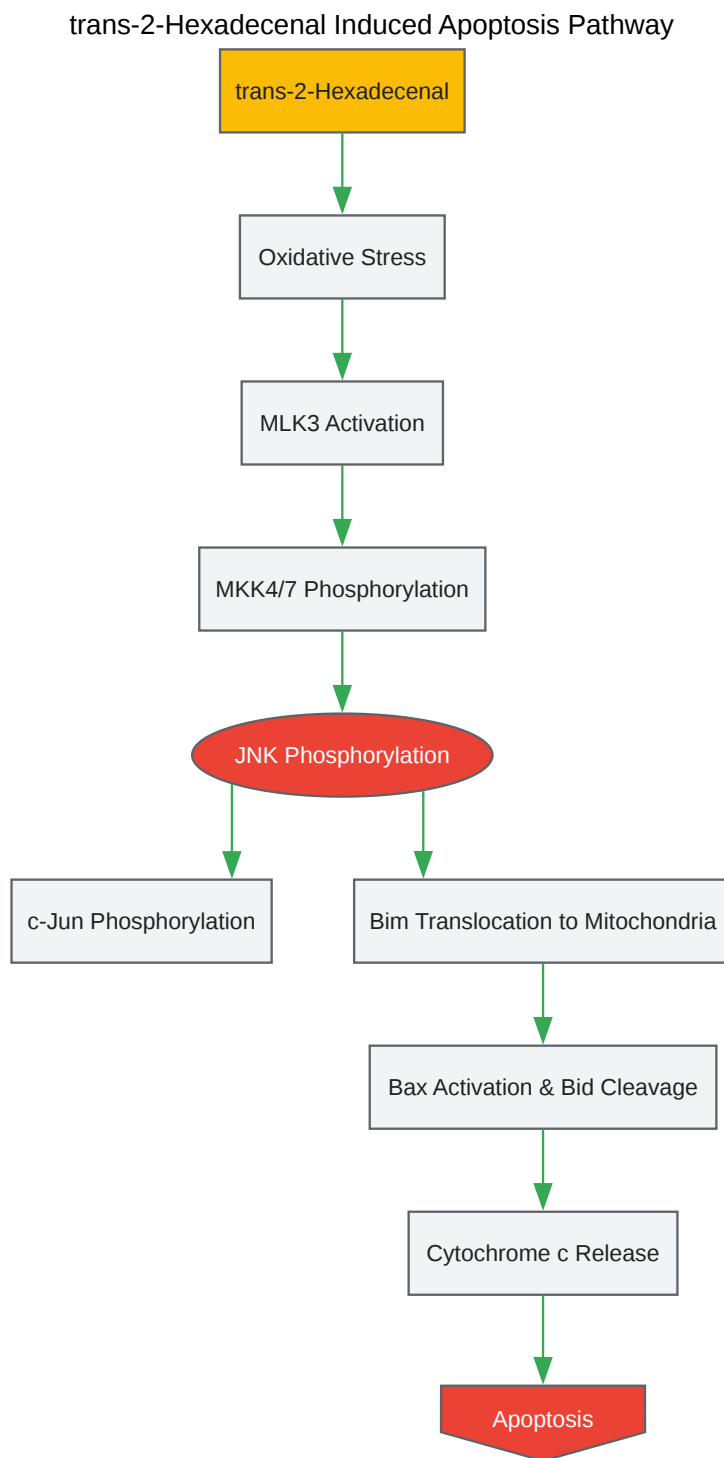 trans-2-Hexadecenal Induced Apoptosis Pathway
trans-2-Hexadecenal
Oxidative Stress
MLK3 Activation
MKK4/7 Phosphorylation
JNK Phosphorylation
c-Jun Phosphorylation
Bim Translocation to Mitochondria
Bax Activation & Bid Cleavage
Cytochrome c Release
Apoptosis